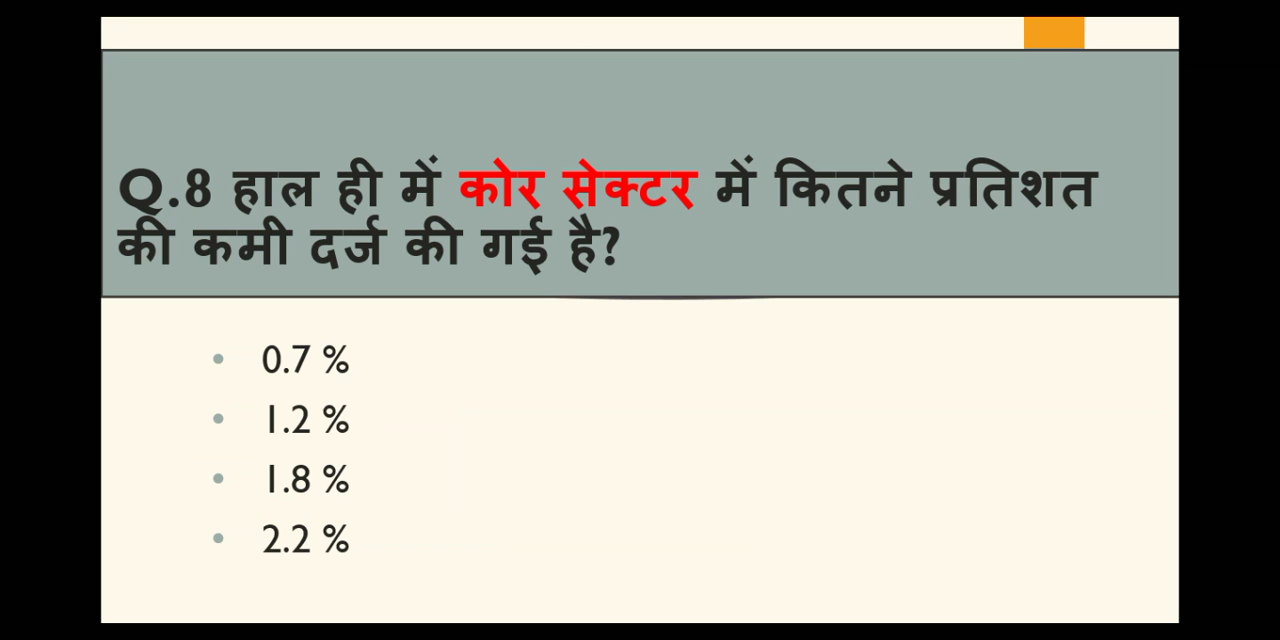 Q.8 हाल ही में कोर सेक्टर में कितने प्रतिशत
की कमी दर्ज की गई है?
• 0.7 %
• 1.2 %
• 1.8 %
• 2.2 %